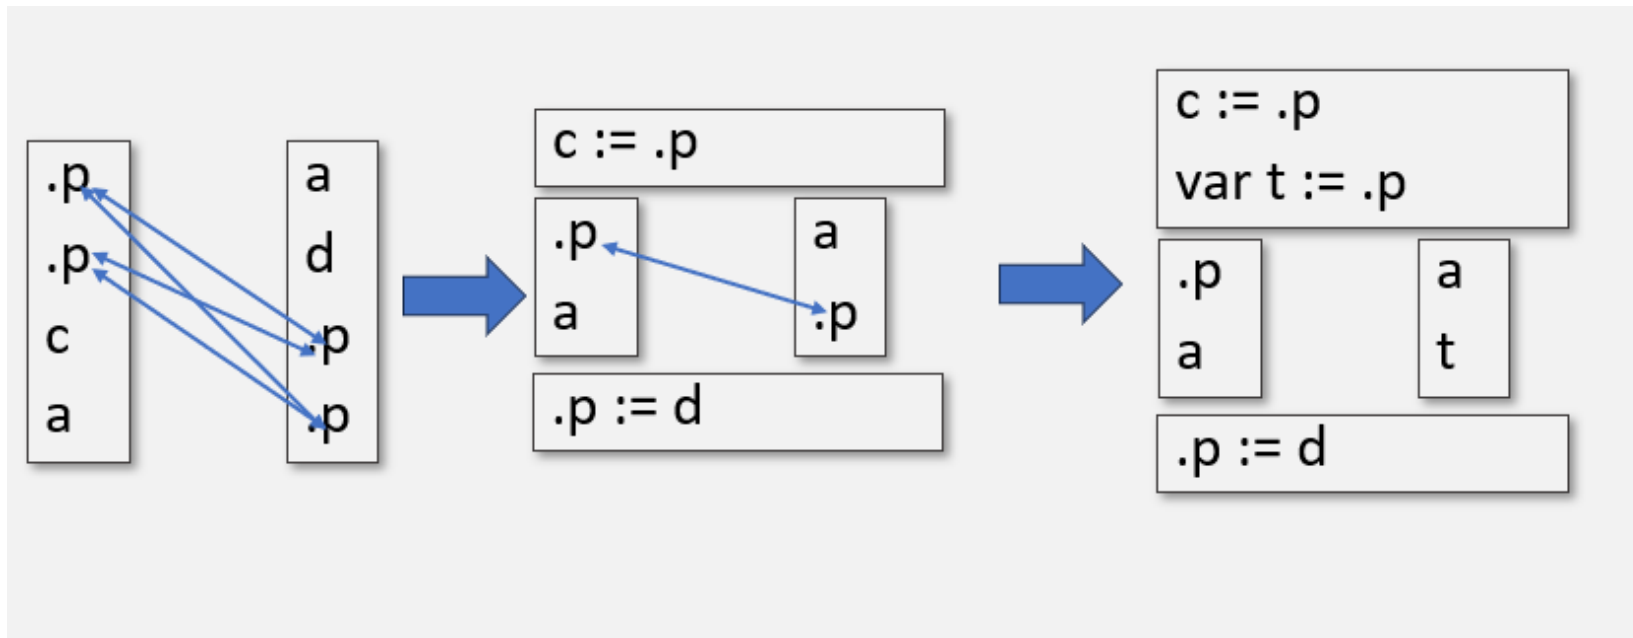 .p
.p
c
a
a
d
.p
.p
c := .p
.p
a
a
.p
.p := d
c := .p
var t := .p
.p
a
a
t
.p := d